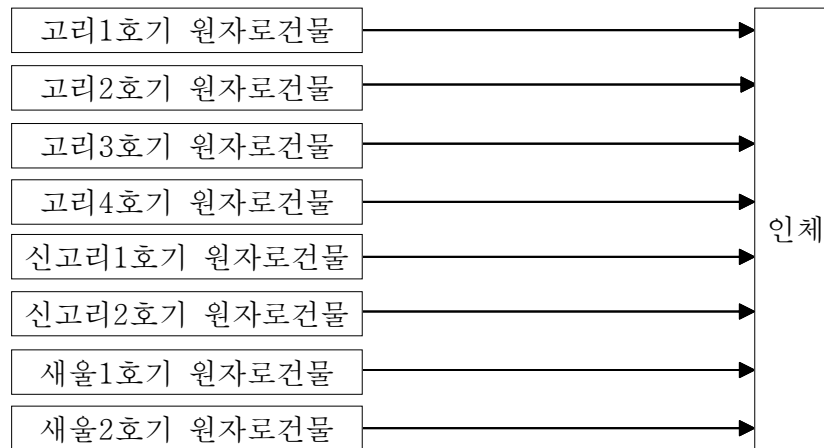 고리1호기 원자로건물
고리2호기 원자로건물
고리3호기 원자로건물
고리4호기 원자로건물
신고리1호기 원자로건물
신고리2호기 원자로건물
새울1호기 원자로건물
새울2호기 원자로건물
인체